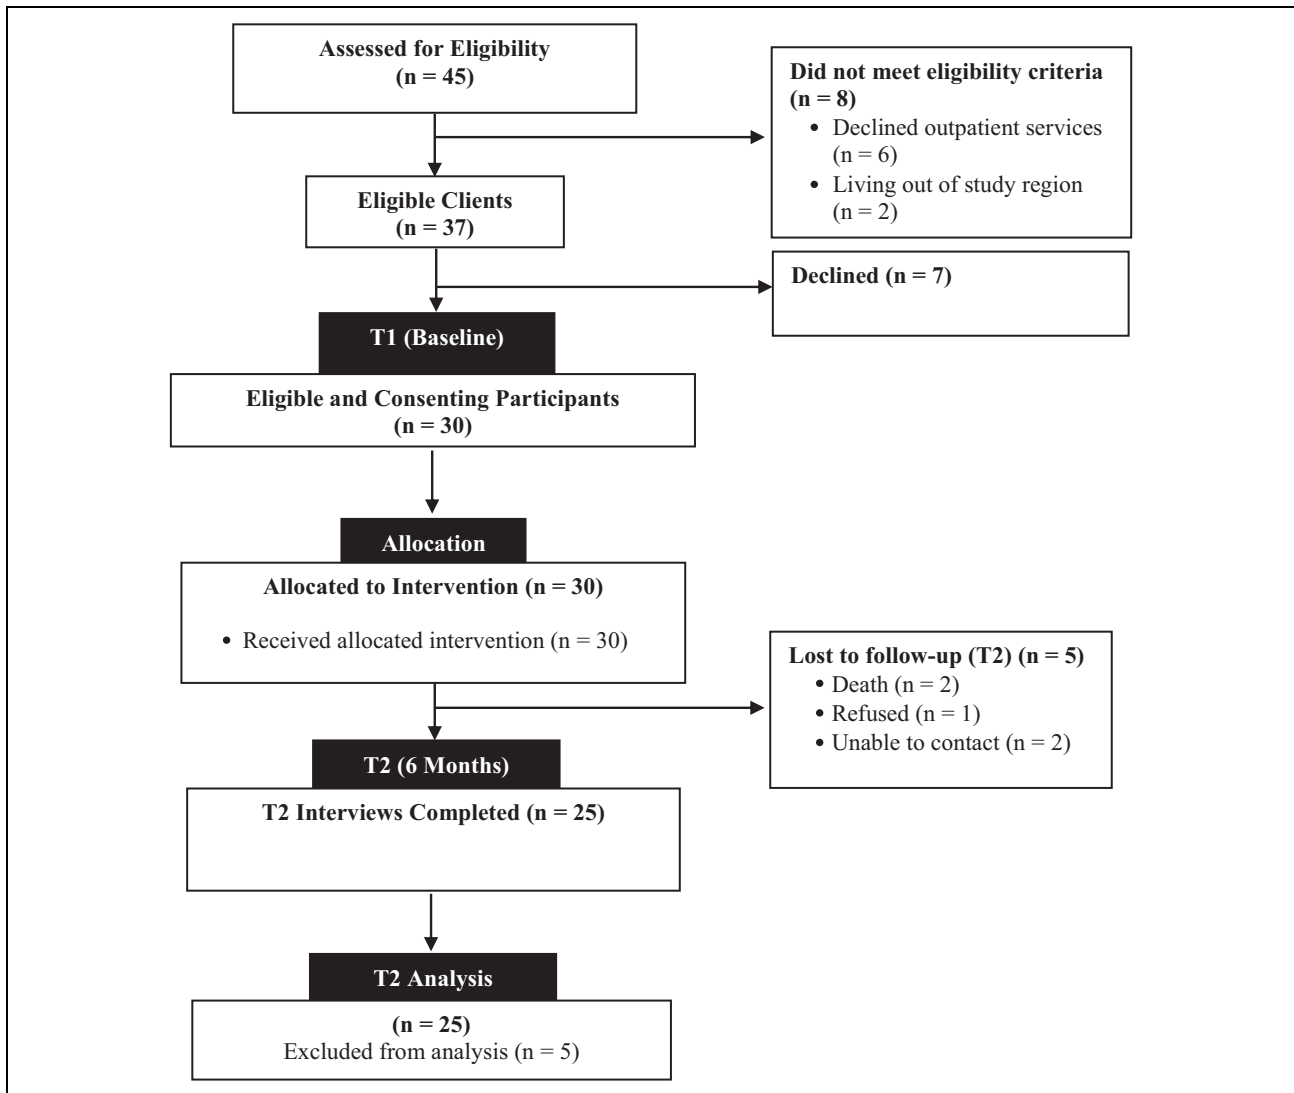 Assessed for Eligibility
(n = 45)
Did not meet eligibility criteria
(n = 8)
• Declined outpatient services
(n = 6)
• Living out of study region
(n = 2)
Eligible Clients
(n = 37)
Declined (n = 7)
T1 (Baseline)
Eligible and Consenting Participants
(n = 30)
Allocation
Allocated to Intervention (n = 30)
• Received allocated intervention (n = 30)
Lost to follow-up (T2) (n = 5)
• Death (n = 2)
• Refused (n = 1)
• Unable to contact (n = 2)
T2 (6 Months)
T2 Interviews Completed (n = 25)
T2 Analysis
(n = 25)
Excluded from analysis (n = 5)